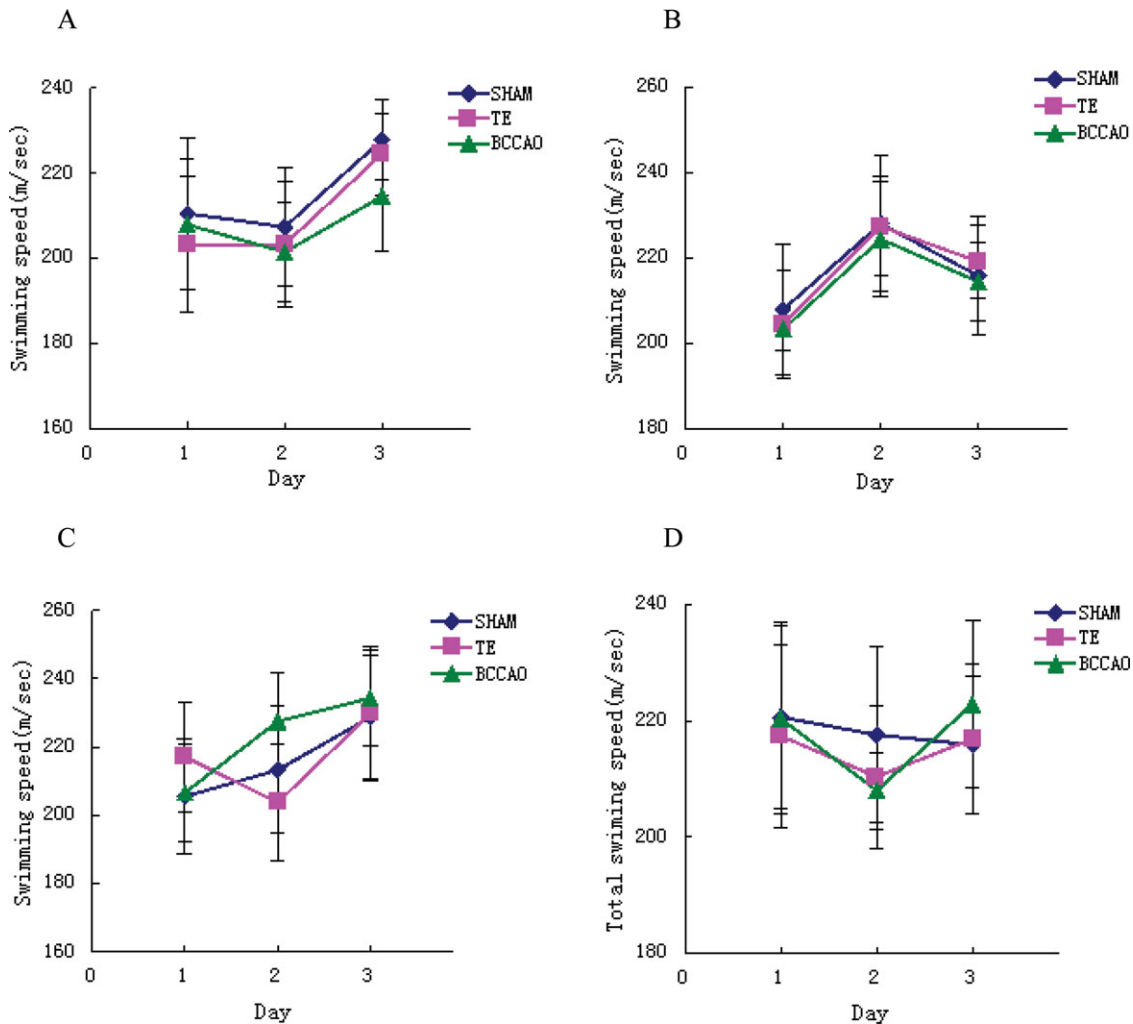 A
Swimming speed(m/sec)
240
220
200
180
160
0
1
2
3
Day
SHAM
TE
BCCAO
B
Swimming speed(m/sec)
260
240
220
200
180
0
1
2
3
Day
SHAM
TE
BCCAO
C
Swimming speed(m/sec)
260
240
220
200
180
160
0
1
2
3
Day
SHAM
TE
BCCAO
D
Total swiming speed(m/sec)
240
220
200
180
0
1
2
3
Day
SHAM
TE
BCCAO